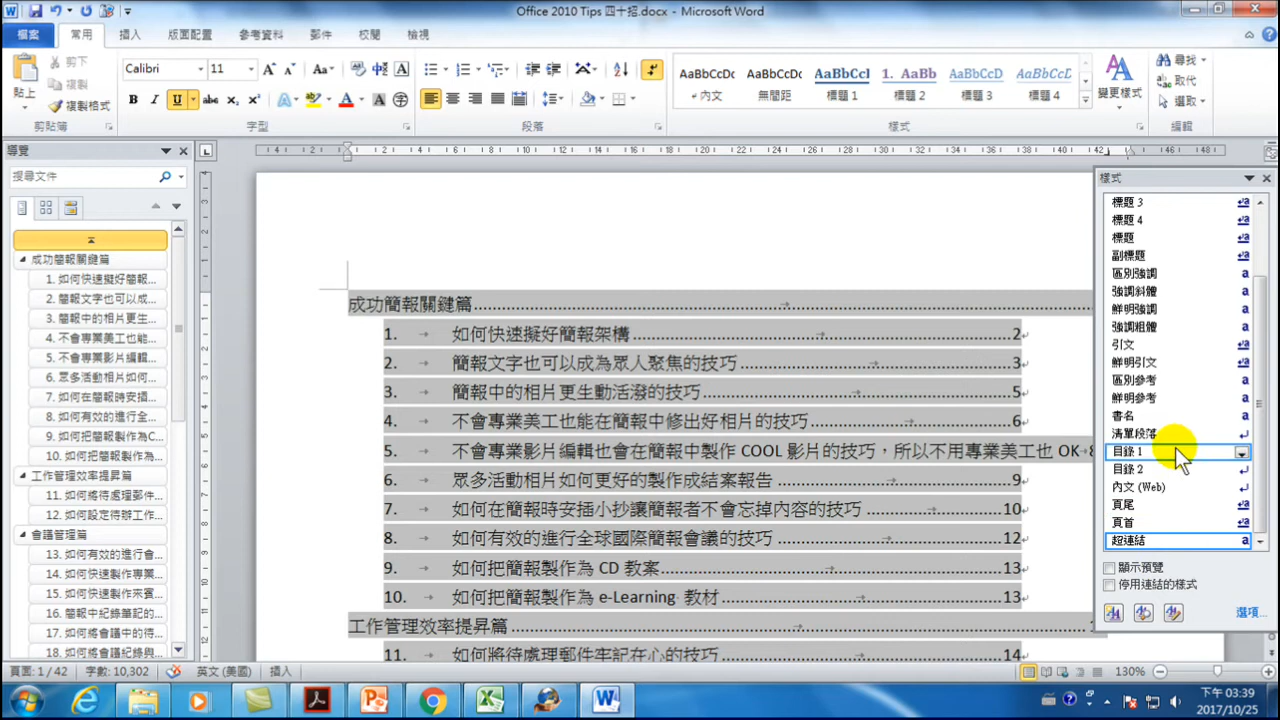 Office 2010 Tips 四十招.docx - Microsoft Word
檔案 常用 插入 版面配置 參考資料 郵件 校閱 檢視
貼上 剪下 複製 複製格式
Calibri 11
AaBbCcDc AaBbCcDc AaBbCcI 1. AaBb AaBbCcD AaBbCcD
內文 無間距 標題 1 標題 2 標題 3 標題 4
變更樣式
尋找 取代 選取
剪貼簿 字型 段落 樣式 編輯
導覽
搜尋文件
成功簡報關鍵篇
1. 如何快速擬好簡報...
2. 簡報文字也可以成...
3. 簡報中的相片更生...
4. 不會專業美工也能...
5. 不會專業影片編輯...
6. 眾多活動相片如何...
7. 如何在簡報時安插...
8. 如何有效的進行全...
9. 如何把簡報製作為C...
10. 如何把簡報製作為...
工作管理效率提昇篇
11. 如何將待處理郵件...
12. 如何設定待辦工作...
會議管理篇
13. 如何有效的進行會...
14. 如何快速製作專業...
15. 如何快速製作來賓...
16. 簡報中紀錄筆記的...
17. 如何將會議中的待...
18. 如何將會議紀錄與...
成功簡報關鍵篇
1. 如何快速擬好簡報架構 2
2. 簡報文字也可以成為眾人聚焦的技巧 3
3. 簡報中的相片更生動活潑的技巧 5
4. 不會專業美工也能在簡報中修出好相片的技巧 6
5. 不會專業影片編輯也會在簡報中製作 COOL 影片的技巧，所以不用專業美工也 OK 8
6. 眾多活動相片如何更好的製作成結案報告 9
7. 如何在簡報時安插小抄讓簡報者不會忘掉內容的技巧 10
8. 如何有效的進行全球國際簡報會議的技巧 12
9. 如何把簡報製作為 CD 教案 13
10. 如何把簡報製作為 e-Learning 教材 13
工作管理效率提昇篇
11. 如何將待處理郵件牢記在心的技巧 14
樣式
標題 3
標題 4
標題
副標題
區別強調
強調斜體
鮮明強調
強調粗體
引文
鮮明引文
區別參考
鮮明參考
書名
清單段落
目錄 1
目錄 2
內文 (Web)
頁尾
頁首
超連結
顯示預覽
停用連結的樣式
選項...
頁面: 1 / 42 字數: 10,302 英文 (美國) 插入 130%
下午 03:39
2017/10/25